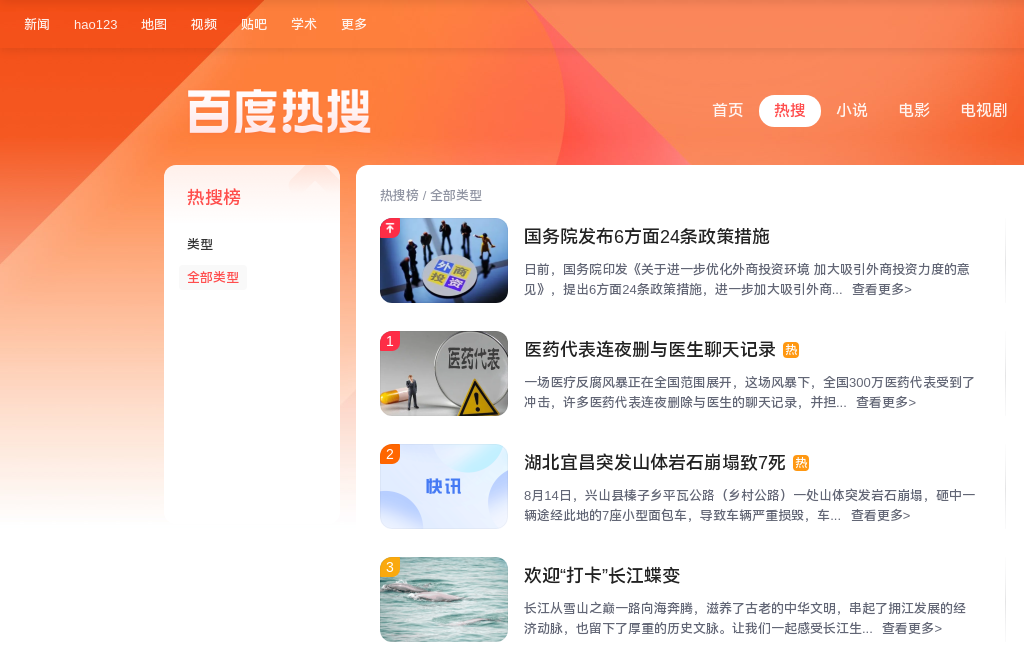 新闻 hao123 地图 视频 贴吧 学术 更多
百度热搜
首页 热搜 小说 电影 电视剧
热搜榜
类型
全部类型
热搜榜 / 全部类型
外商投资
国务院发布6方面24条政策措施
日前，国务院印发《关于进一步优化外商投资环境 加大吸引外商投资力度的意
见》，提出6方面24条政策措施，进一步加大吸引外商... 查看更多>
1
医药代表
医药代表连夜删与医生聊天记录 热
一场医疗反腐风暴正在全国范围展开，这场风暴下，全国300万医药代表受到了
冲击，许多医药代表连夜删除与医生的聊天记录，并担... 查看更多>
2
快讯
湖北宜昌突发山体岩石崩塌致7死 热
8月14日，兴山县榛子乡平瓦公路（乡村公路）一处山体突发岩石崩塌，砸中一
辆途经此地的7座小型面包车，导致车辆严重损毁，车... 查看更多>
3
欢迎“打卡”长江蝶变
长江从雪山之巅一路向海奔腾，滋养了古老的中华文明，串起了拥江发展的经
济动脉，也留下了厚重的历史文脉。让我们一起感受长江生... 查看更多>